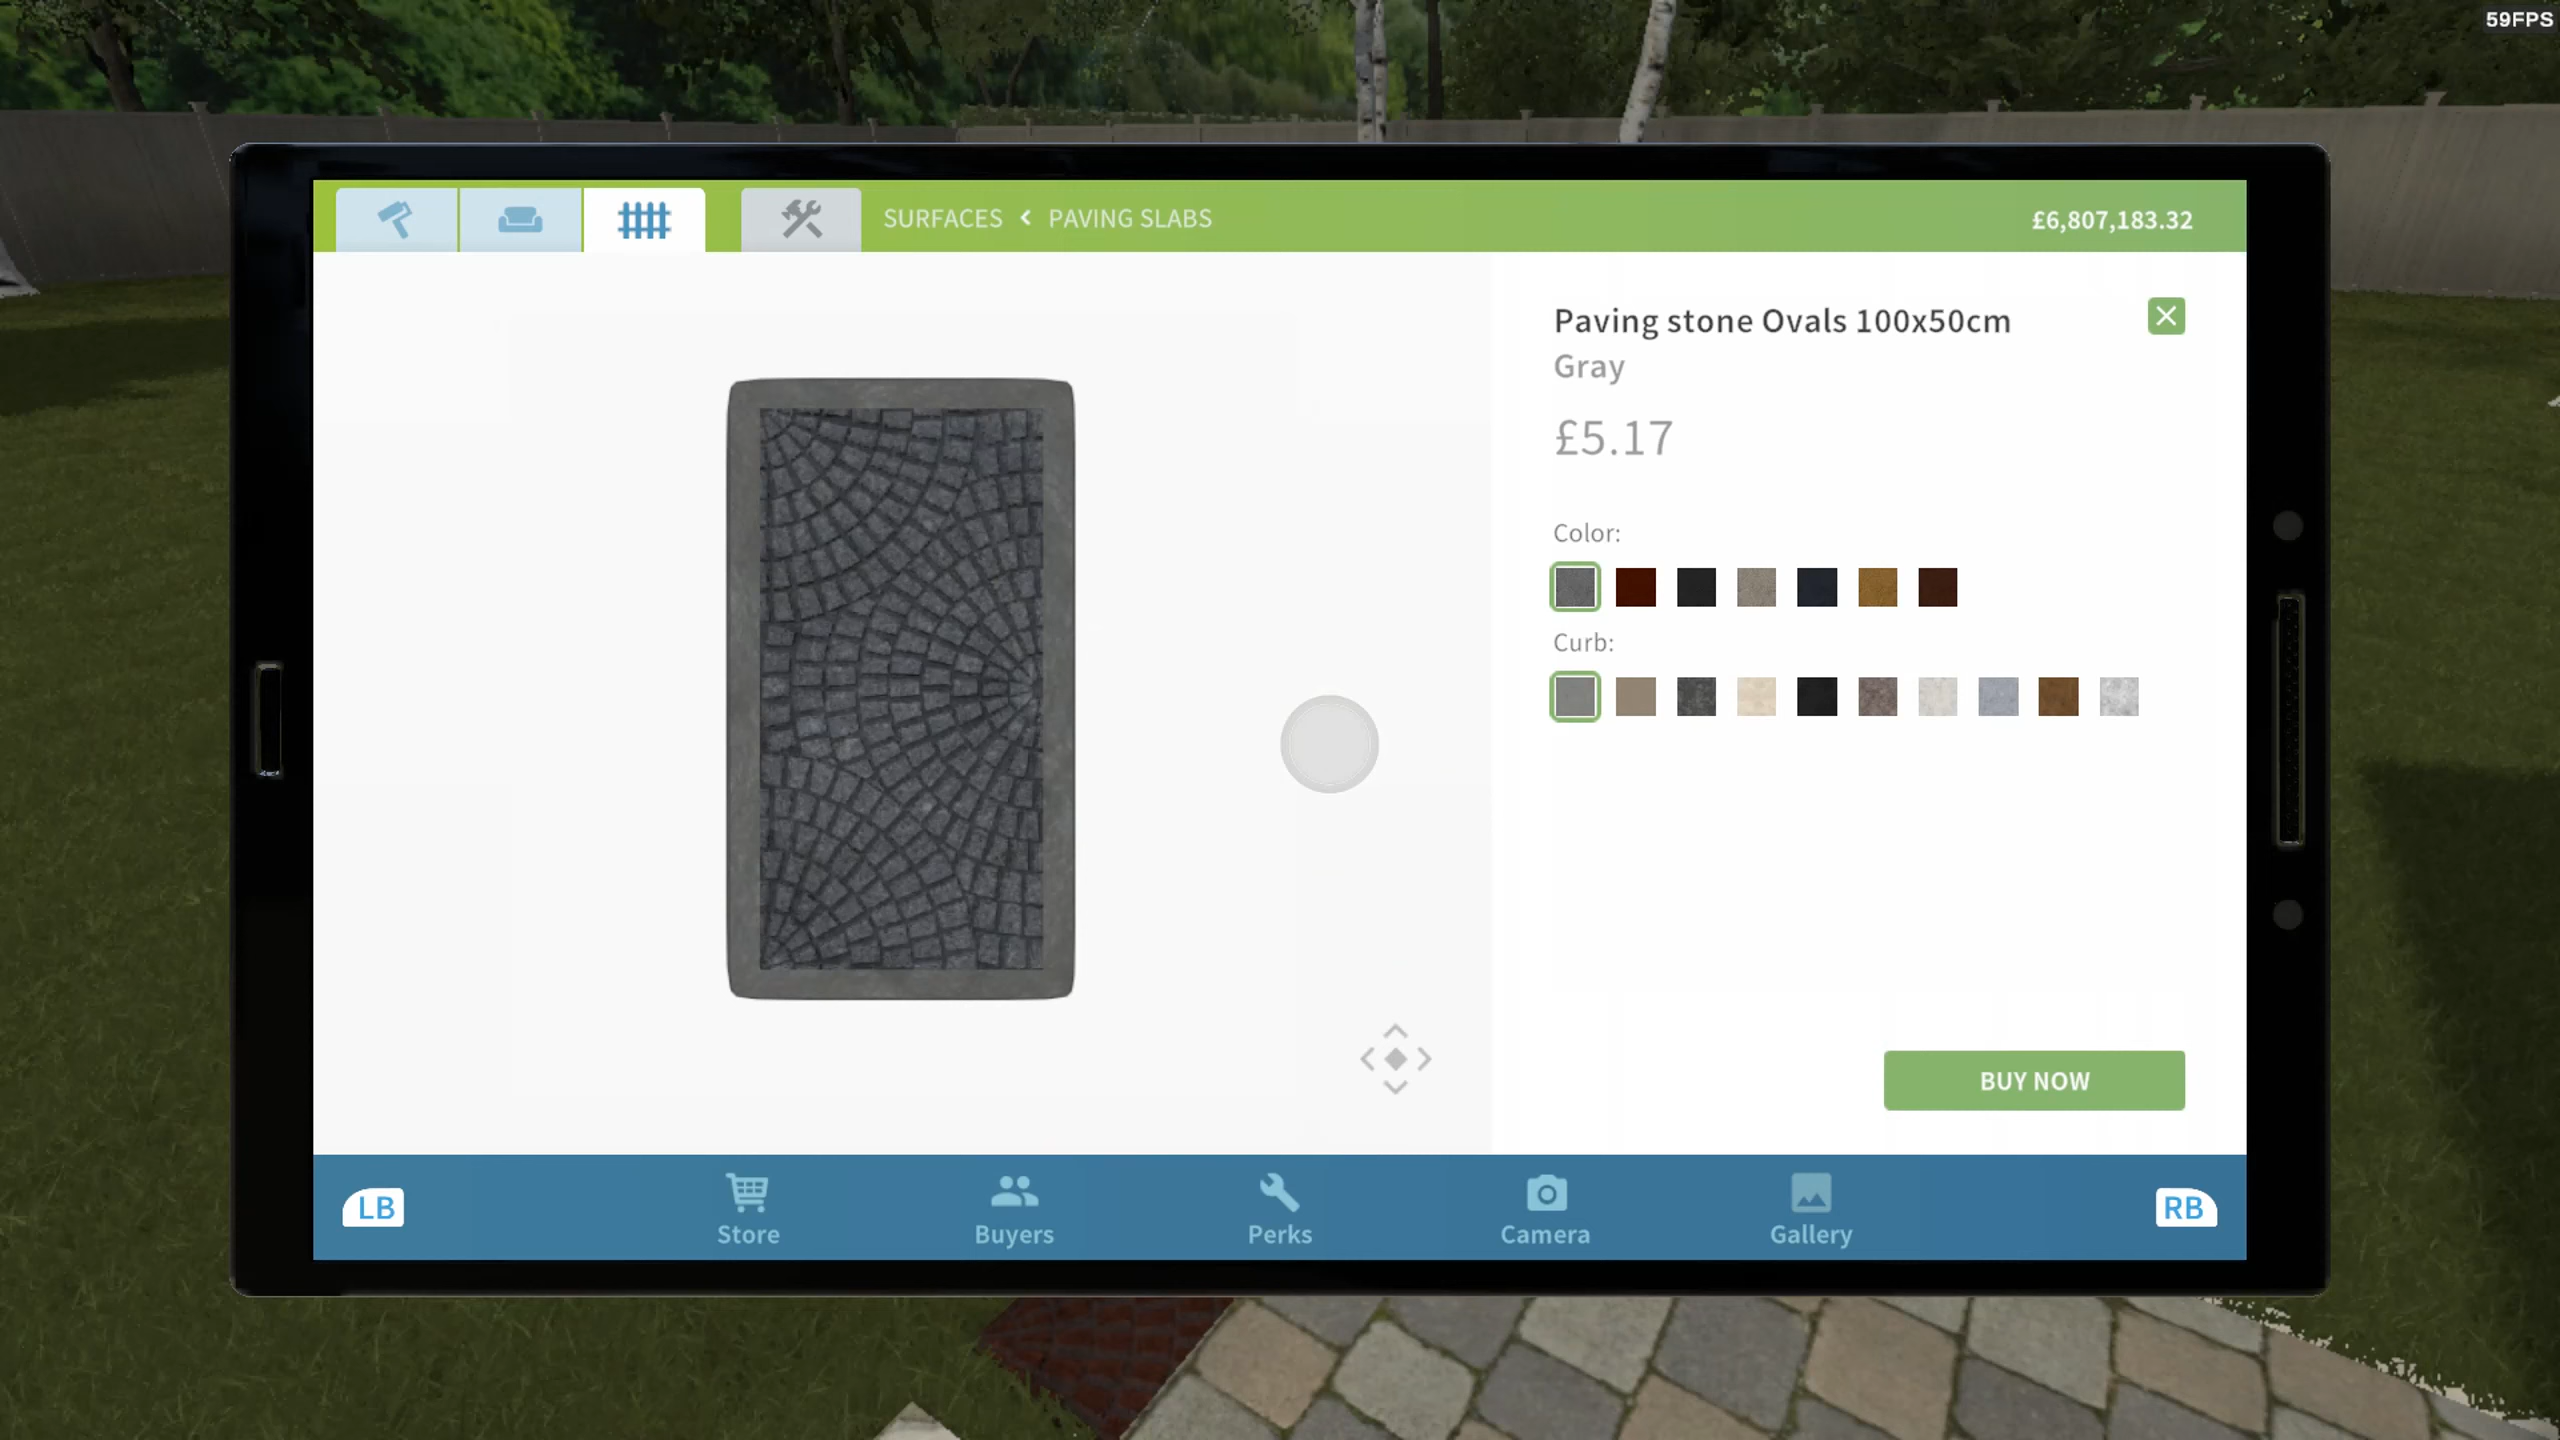 59FPS
SURFACES < PAVING SLABS
£6,807,183.32
Paving stone Ovals 100x50cm
Gray
£5.17
Color:
Curb:
BUY NOW
LB
Store
Buyers
Perks
Camera
Gallery
RB